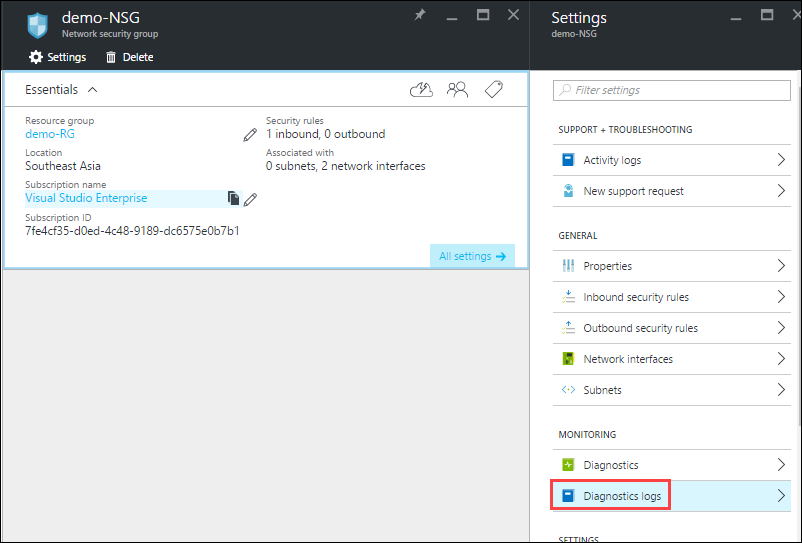 demo-NSG
Network security group
Settings
Delete
Essentials
Resource group
demo-RG
Location
Southeast Asia
Subscription name
Visual Studio Enterprise
Subscription ID
7fe4cf35-d0ed-4c48-9189-dc6575e0b7b1
Security rules
1 inbound, 0 outbound
Associated with
0 subnets, 2 network interfaces
All settings
Settings
demo-NSG
Filter settings
SUPPORT + TROUBLESHOOTING
Activity logs
New support request
GENERAL
Properties
Inbound security rules
Outbound security rules
Network interfaces
Subnets
MONITORING
Diagnostics
Diagnostics logs
SETTINGS